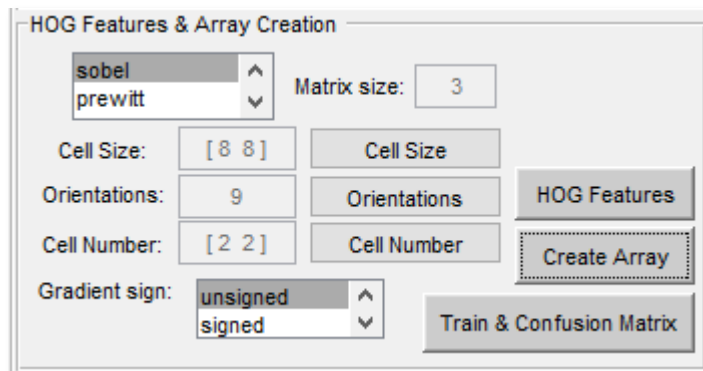 HOG Features & Array Creation
sobel
prewitt
Matrix size: 3
Cell Size: [ 8 8 ] Cell Size
Orientations: 9 Orientations HOG Features
Cell Number: [ 2 2 ] Cell Number Create Array
Gradient sign: unsigned
signed
Train & Confusion Matrix